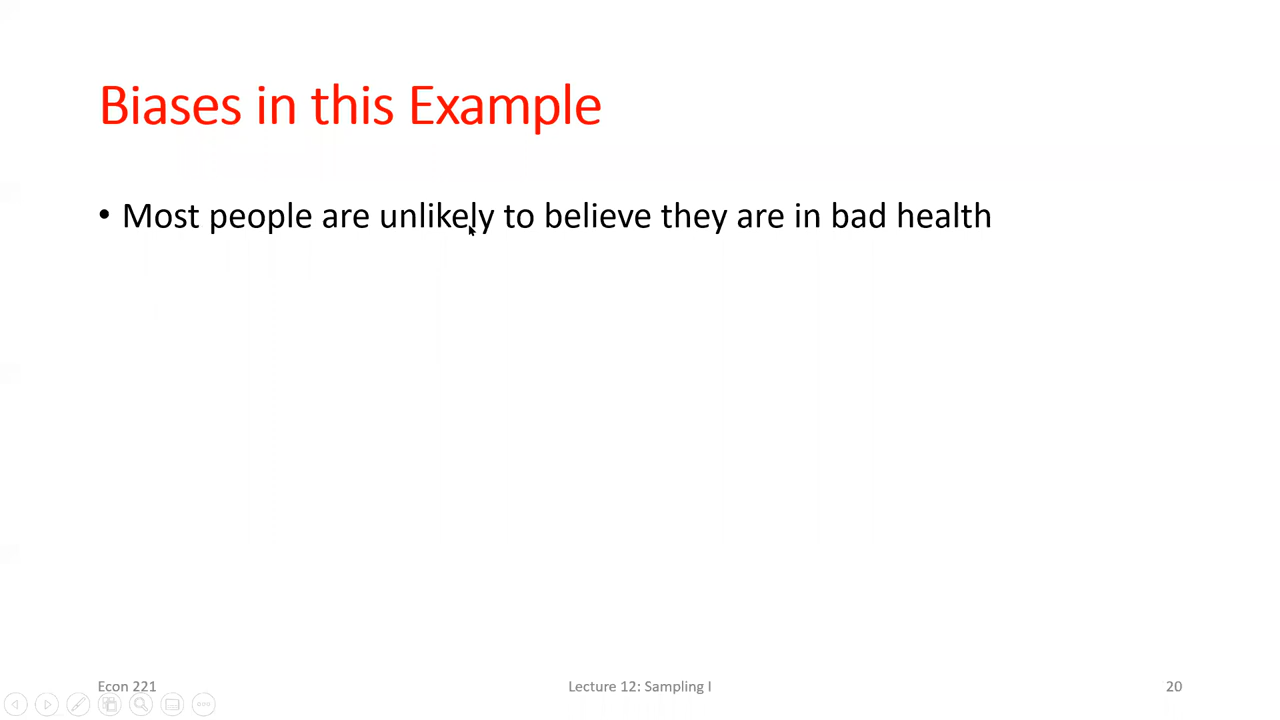 Biases in this Example
• Most people are unlikely to believe they are in bad health
Econ 221
Lecture 12: Sampling I
20